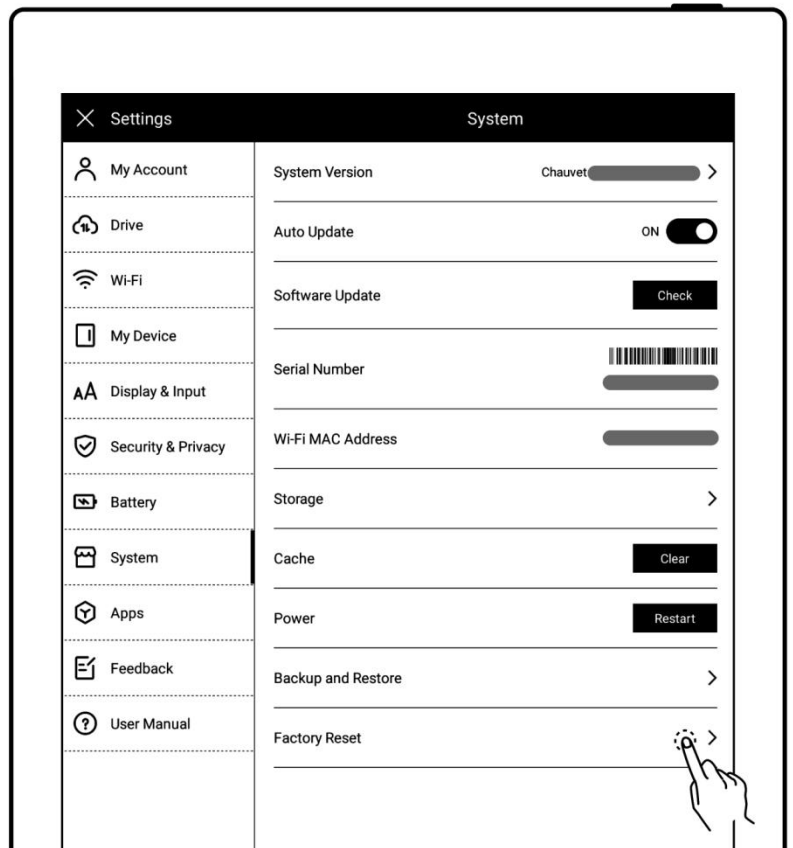 Settings
System
My Account
Drive
Wi-Fi
My Device
Display & Input
Security & Privacy
Battery
System
Apps
Feedback
User Manual
System Version Chauvet
Auto Update ON
Software Update Check
Serial Number
Wi-Fi MAC Address
Storage
Cache Clear
Power Restart
Backup and Restore
Factory Reset